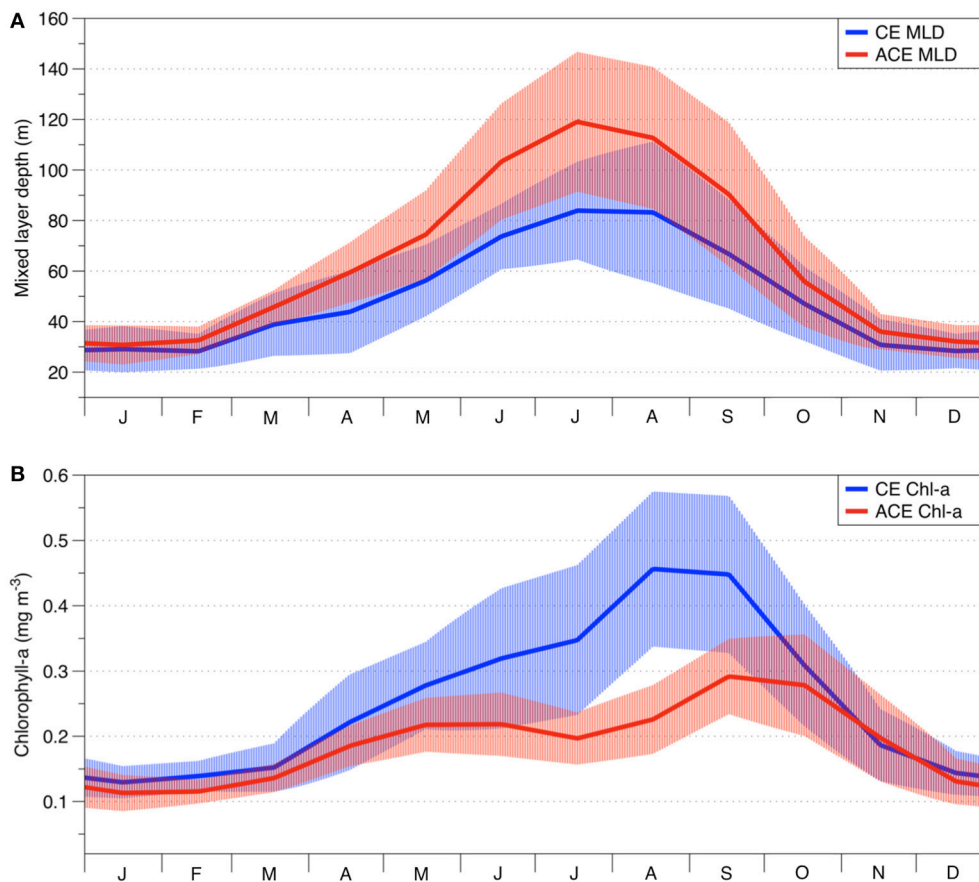 A
CE MLD
ACE MLD
Mixed layer depth (m)
160
140
120
100
80
60
40
20
J F M A M J J A S O N D
B
CE Chl-a
ACE Chl-a
Chlorophyll-a (mg m-3)
0.6
0.5
0.4
0.3
0.2
0.1
J F M A M J J A S O N D